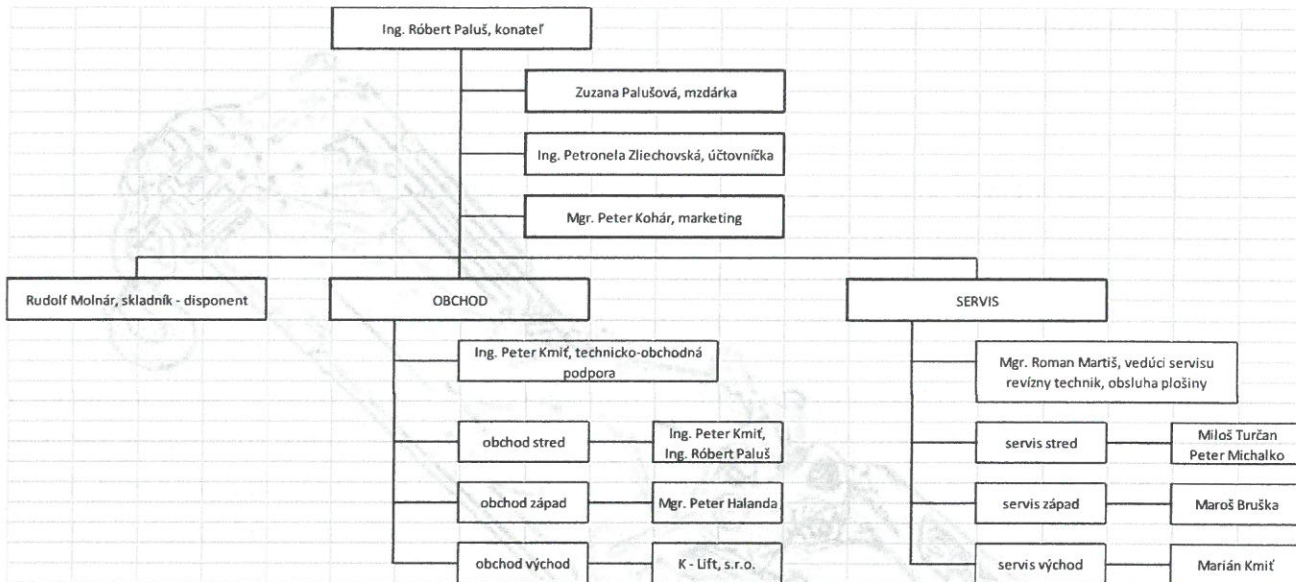 Ing. Róbert Paluš, konateľ
Zuzana Palušová, mzdárka
Ing. Petronela Zliechovská, účtovníčka
Mgr. Peter Kohár, marketing
Rudolf Molnár, skladník - disponent
OBCHOD
SERVIS
Ing. Peter Kmiť, technicko-obchodná
podpora
Mgr. Roman Martiš, vedúci servisu
revízny technik, obsluha plošiny
obchod stred
Ing. Peter Kmiť,
Ing. Róbert Paluš
servis stred
Miloš Turčan
Peter Michalko
obchod západ
Mgr. Peter Halanda
servis západ
Maroš Bruška
obchod východ
K - Lift, s.r.o.
servis východ
Marián Kmiť